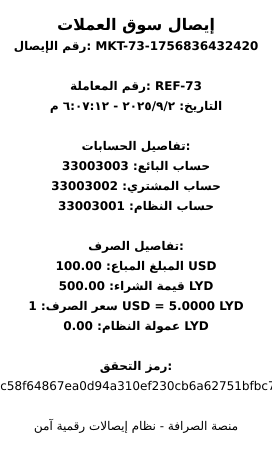 إيصال سوق العملات
رقم الإيصال: MKT-73-1756836432420
رقم المعاملة: REF-73
التاريخ: ٢٠٢٥/٩/٢ - ٦:٠٧:١٢ م
تفاصيل الحسابات:
حساب البائع: 33003003
حساب المشتري: 33003002
حساب النظام: 33003001
تفاصيل الصرف:
المبلغ المباع: 100.00 USD
قيمة الشراء: 500.00 LYD
سعر الصرف: 1 USD = 5.0000 LYD
عمولة النظام: 0.00 LYD
رمز التحقق:
c58f64867ea0d94a310ef230cb6a62751bfbc7
منصة الصرافة - نظام إيصالات رقمية آمن